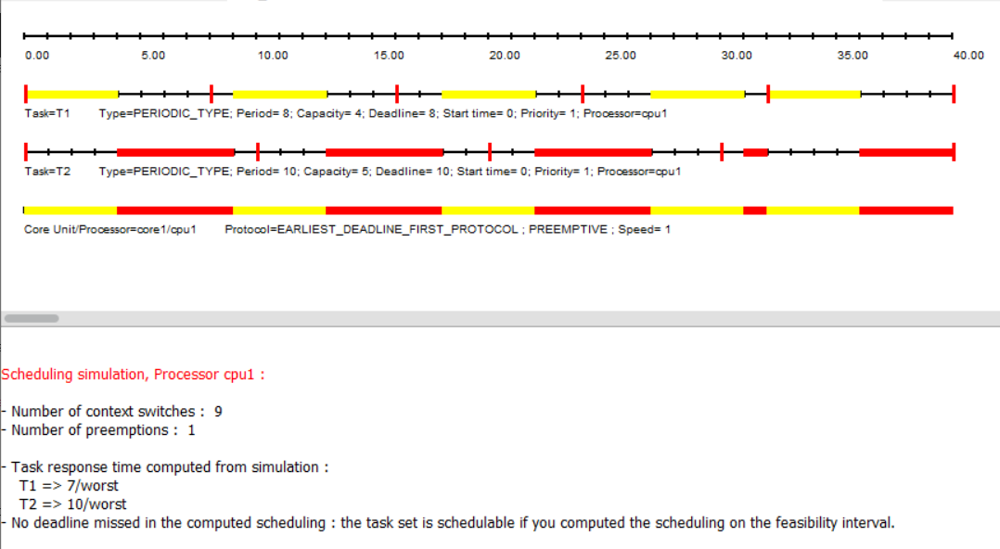 0.00 5.00 10.00 15.00 20.00 25.00 30.00 35.00 40.00
Task=T1 Type=PERIODIC_TYPE; Period= 8; Capacity= 4; Deadline= 8; Start time= 0; Priority= 1; Processor=cpu1
Task=T2 Type=PERIODIC_TYPE; Period= 10; Capacity= 5; Deadline= 10; Start time= 0; Priority= 1; Processor=cpu1
Core Unit/Processor=core1/cpu1 Protocol=EARLIEST_DEADLINE_FIRST_PROTOCOL ; PREEMPTIVE ; Speed= 1
Scheduling simulation, Processor cpu1 :
- Number of context switches : 9
- Number of preemptions : 1
- Task response time computed from simulation :
T1 => 7/worst
T2 => 10/worst
- No deadline missed in the computed scheduling : the task set is schedulable if you computed the scheduling on the feasibility interval.